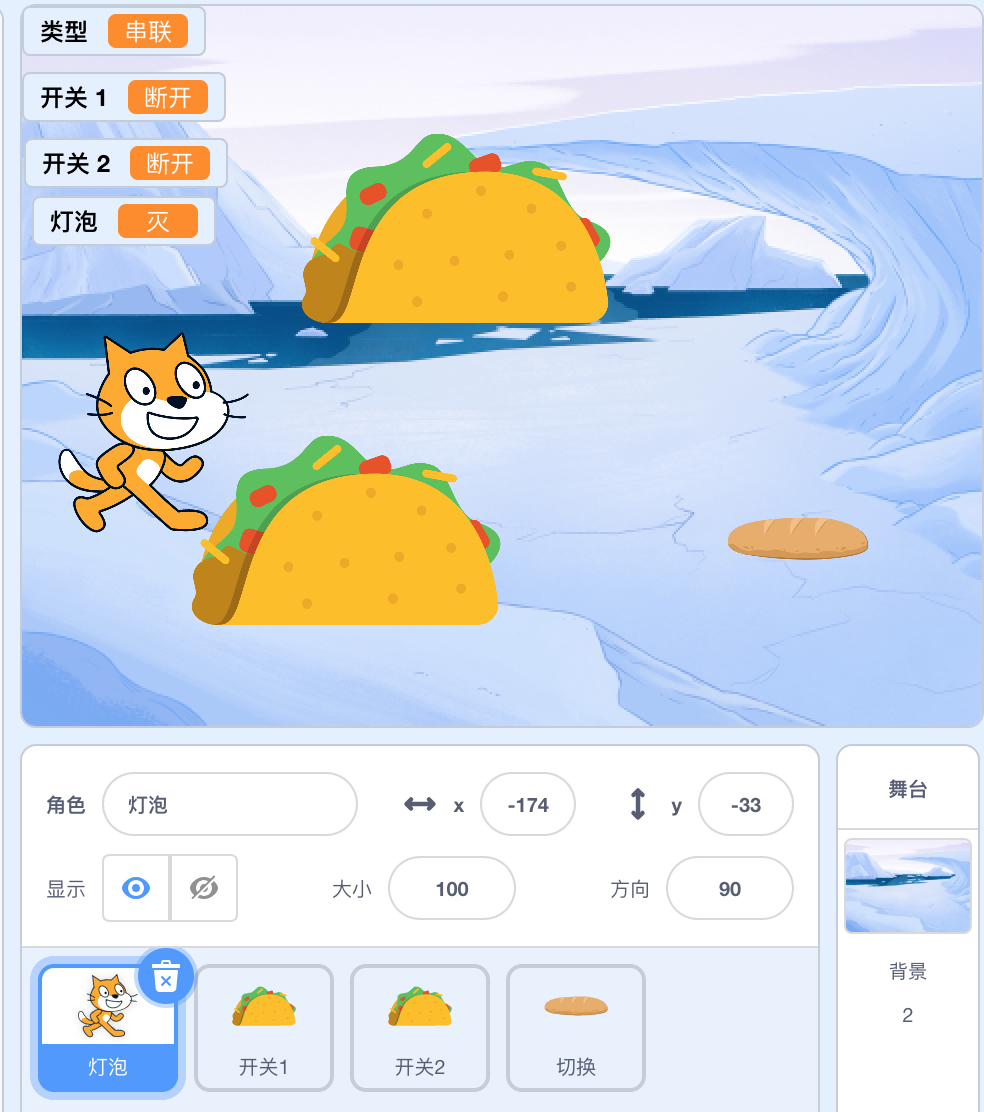 类型 串联
开关 1 断开
开关 2 断开
灯泡 灭
角色 灯泡 x -174 y -33
显示 大小 100 方向 90
灯泡 开关1 开关2 切换
舞台
背景
2